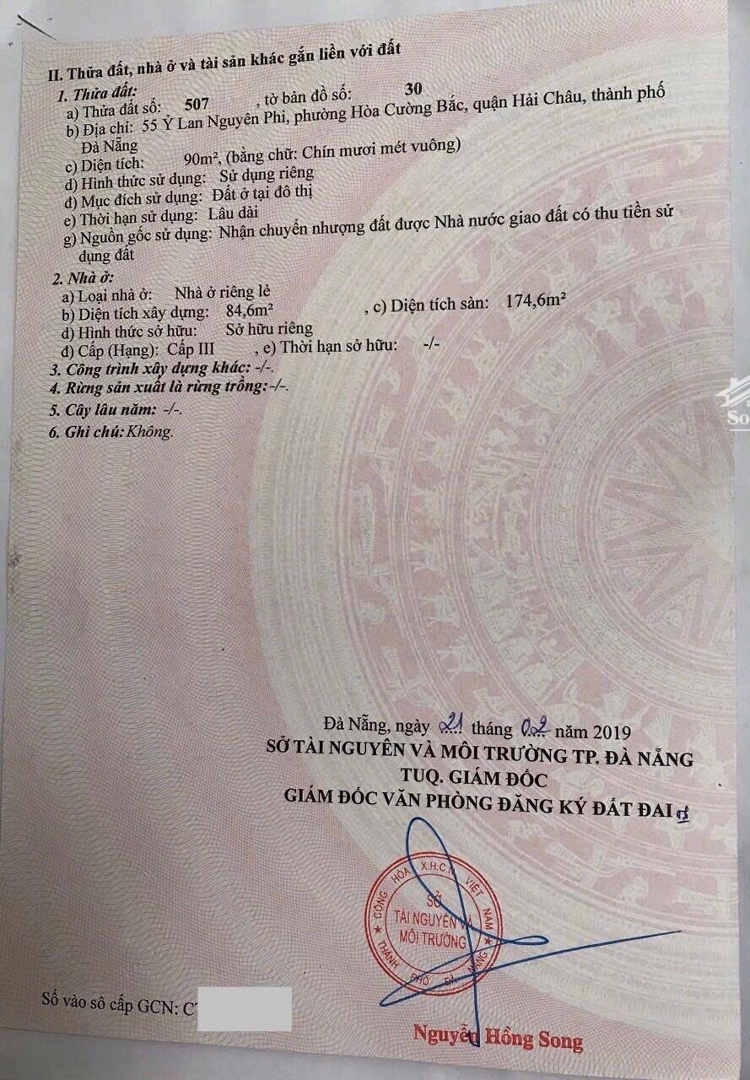 II. Thửa đất, nhà ở và tài sản khác gắn liền với đất
1. Thửa đất:
a) Thửa đất số: 507 , tờ bản đồ số: 30
b) Địa chỉ: 55 Ỷ Lan Nguyên Phi, phường Hòa Cường Bắc, quận Hải Châu, thành phố
Đà Nẵng
c) Diện tích: 90m², (bằng chữ: Chín mươi mét vuông)
d) Hình thức sử dụng: Sử dụng riêng
đ) Mục đích sử dụng: Đất ở tại đô thị
e) Thời hạn sử dụng: Lâu dài
g) Nguồn gốc sử dụng: Nhận chuyển nhượng đất được Nhà nước giao đất có thu tiền sử
dụng đất
2. Nhà ở:
a) Loại nhà ở: Nhà ở riêng lẻ
b) Diện tích xây dựng: 84,6m² , c) Diện tích sàn: 174,6m²
d) Hình thức sở hữu: Sở hữu riêng
đ) Cấp (Hạng): Cấp III , e) Thời hạn sở hữu: -/-
3. Công trình xây dựng khác: -/-.
4. Rừng sản xuất là rừng trồng: -/-.
5. Cây lâu năm: -/-.
6. Ghi chú: Không.
So
Đà Nẵng, ngày 21 tháng 02 năm 2019
SỞ TÀI NGUYÊN VÀ MÔI TRƯỜNG TP. ĐÀ NẴNG
TUQ. GIÁM ĐỐC
GIÁM ĐỐC VĂN PHÒNG ĐĂNG KÝ ĐẤT ĐAI
CỘNG HÒA X.H.C.N VIỆT NAM
SỞ
TÀI NGUYÊN VÀ
MÔI TRƯỜNG
THÀNH PHỐ ĐÀ NẴNG
Nguyễn Hồng Song
Số vào sổ cấp GCN: C